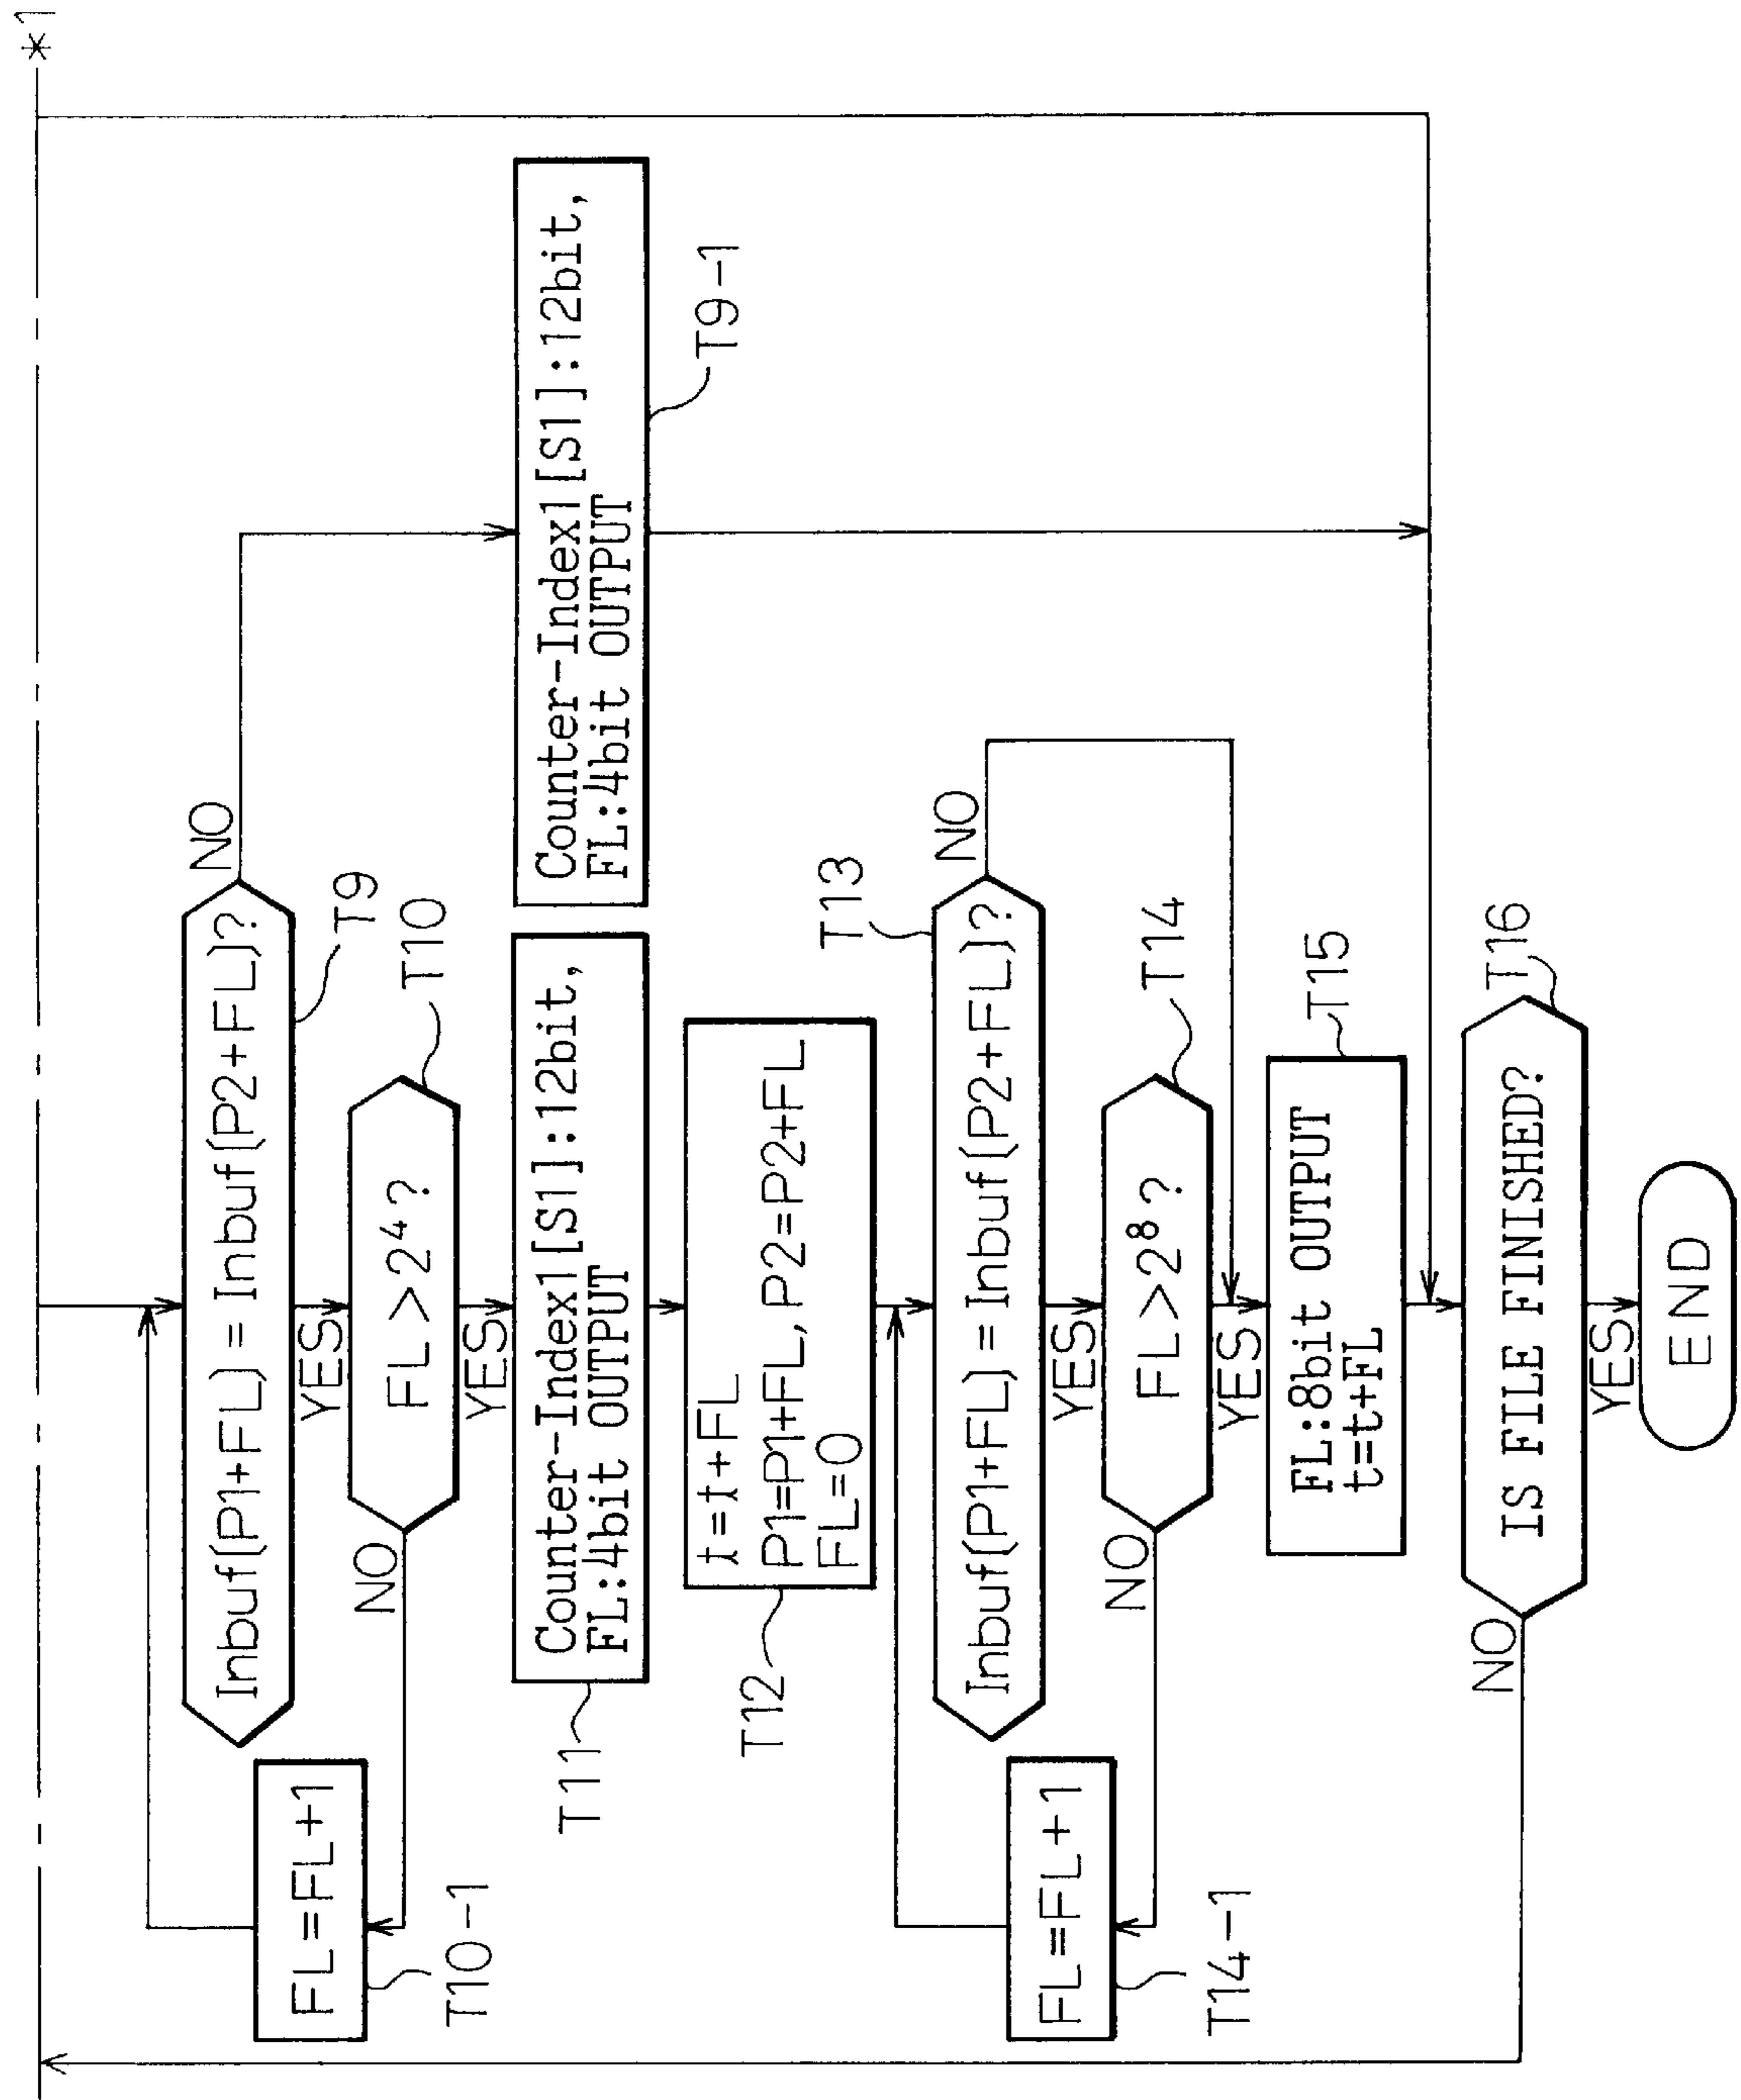 *1
Inbuf(P1+FL) = Inbuf(P2+FL)?
NO
T9
YES
FL=FL+1
T10-1
FL>2⁴?
T10
NO
YES
Counter-Index1[S1]:12bit,
FL:4bit OUTPUT
T11
Counter-Index1[S1]:12bit,
FL:4bit OUTPUT
T9-1
t=t+FL
P1=P1+FL, P2=P2+FL
FL=0
T12
Inbuf(P1+FL) = Inbuf(P2+FL)?
T13
NO
YES
FL=FL+1
T14-1
FL>2⁸?
T14
NO
YES
FL:8bit OUTPUT
t=t+FL
T15
IS FILE FINISHED?
T16
NO
YES
END